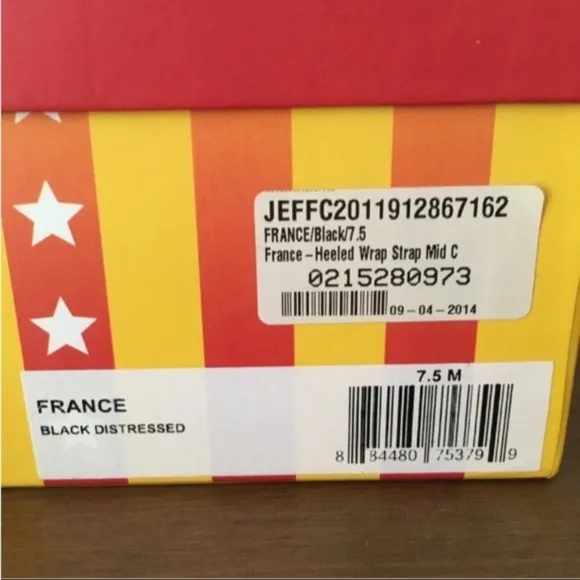 JEFFC2011912867162
FRANCE/Black/7.5
France-Heeled Wrap Strap Mid C
0215280973
09-04-2014
7.5 M
FRANCE
BLACK DISTRESSED
8 84480 75379 9